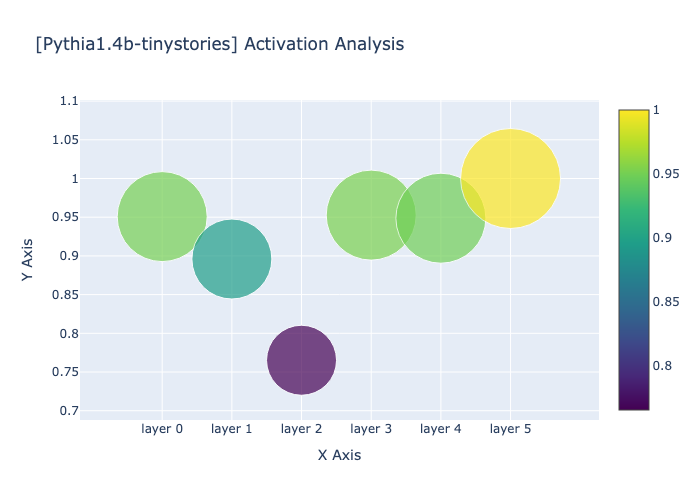 [Pythia1.4b-tinystories] Activation Analysis
1.1
1.05
1
0.95
0.9
0.85
0.8
0.75
0.7
Y Axis
layer 0
layer 1
layer 2
layer 3
layer 4
layer 5
X Axis
1
0.95
0.9
0.85
0.8